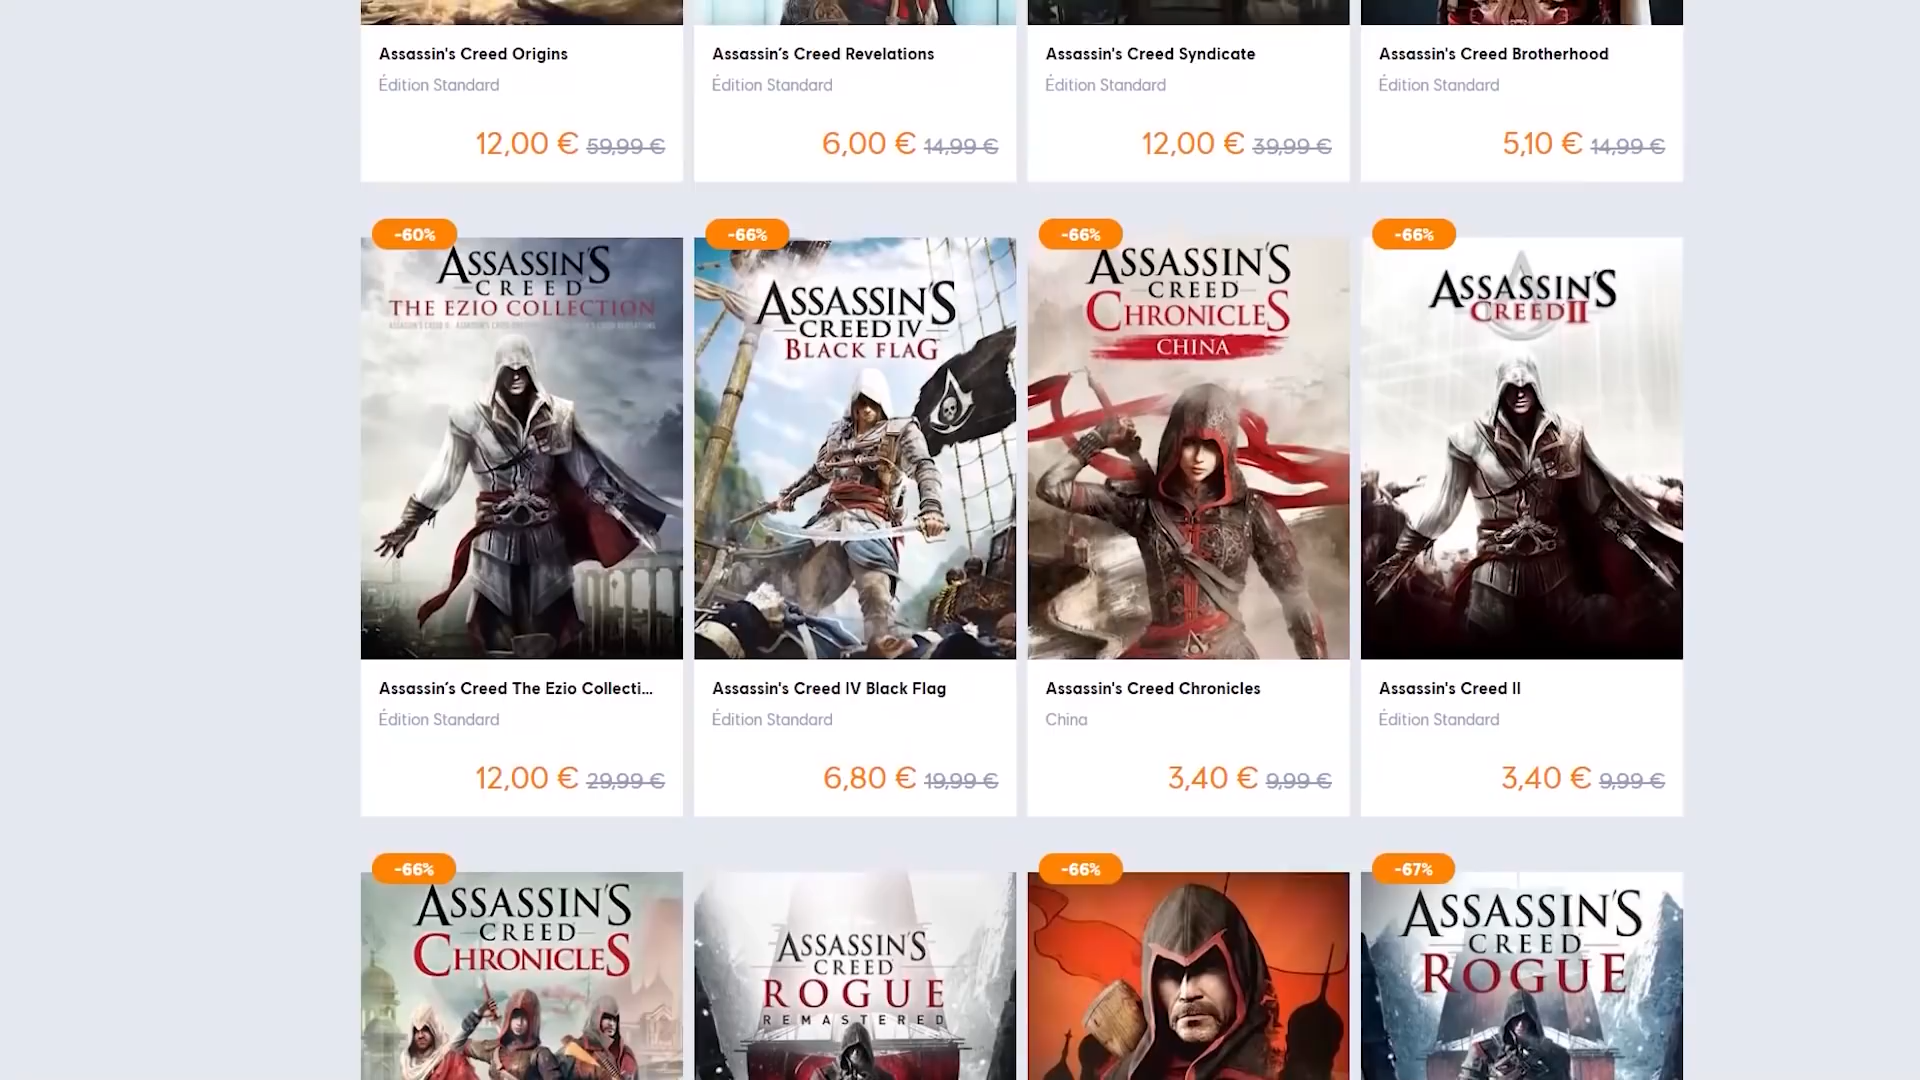 Assassin's Creed Origins
Édition Standard
12,00 € 59,99 €
Assassin's Creed Revelations
Édition Standard
6,00 € 14,99 €
Assassin's Creed Syndicate
Édition Standard
12,00 € 39,99 €
Assassin's Creed Brotherhood
Édition Standard
5,10 € 14,99 €
-60%
ASSASSIN'S
CREED
THE EZIO COLLECTION
Assassin's Creed The Ezio Collecti...
Édition Standard
12,00 € 29,99 €
-66%
ASSASSIN'S
CREED IV
BLACK FLAG
Assassin's Creed IV Black Flag
Édition Standard
6,80 € 19,99 €
-66%
ASSASSIN'S
CREED
CHRONICLES
CHINA
Assassin's Creed Chronicles
China
3,40 € 9,99 €
-66%
ASSASSIN'S
CREED II
Assassin's Creed II
Édition Standard
3,40 € 9,99 €
-66%
ASSASSIN'S
CREED
CHRONICLES
ASSASSIN'S
CREED
ROGUE
REMASTERED
-66%
-67%
ASSASSIN'S
CREED
ROGUE